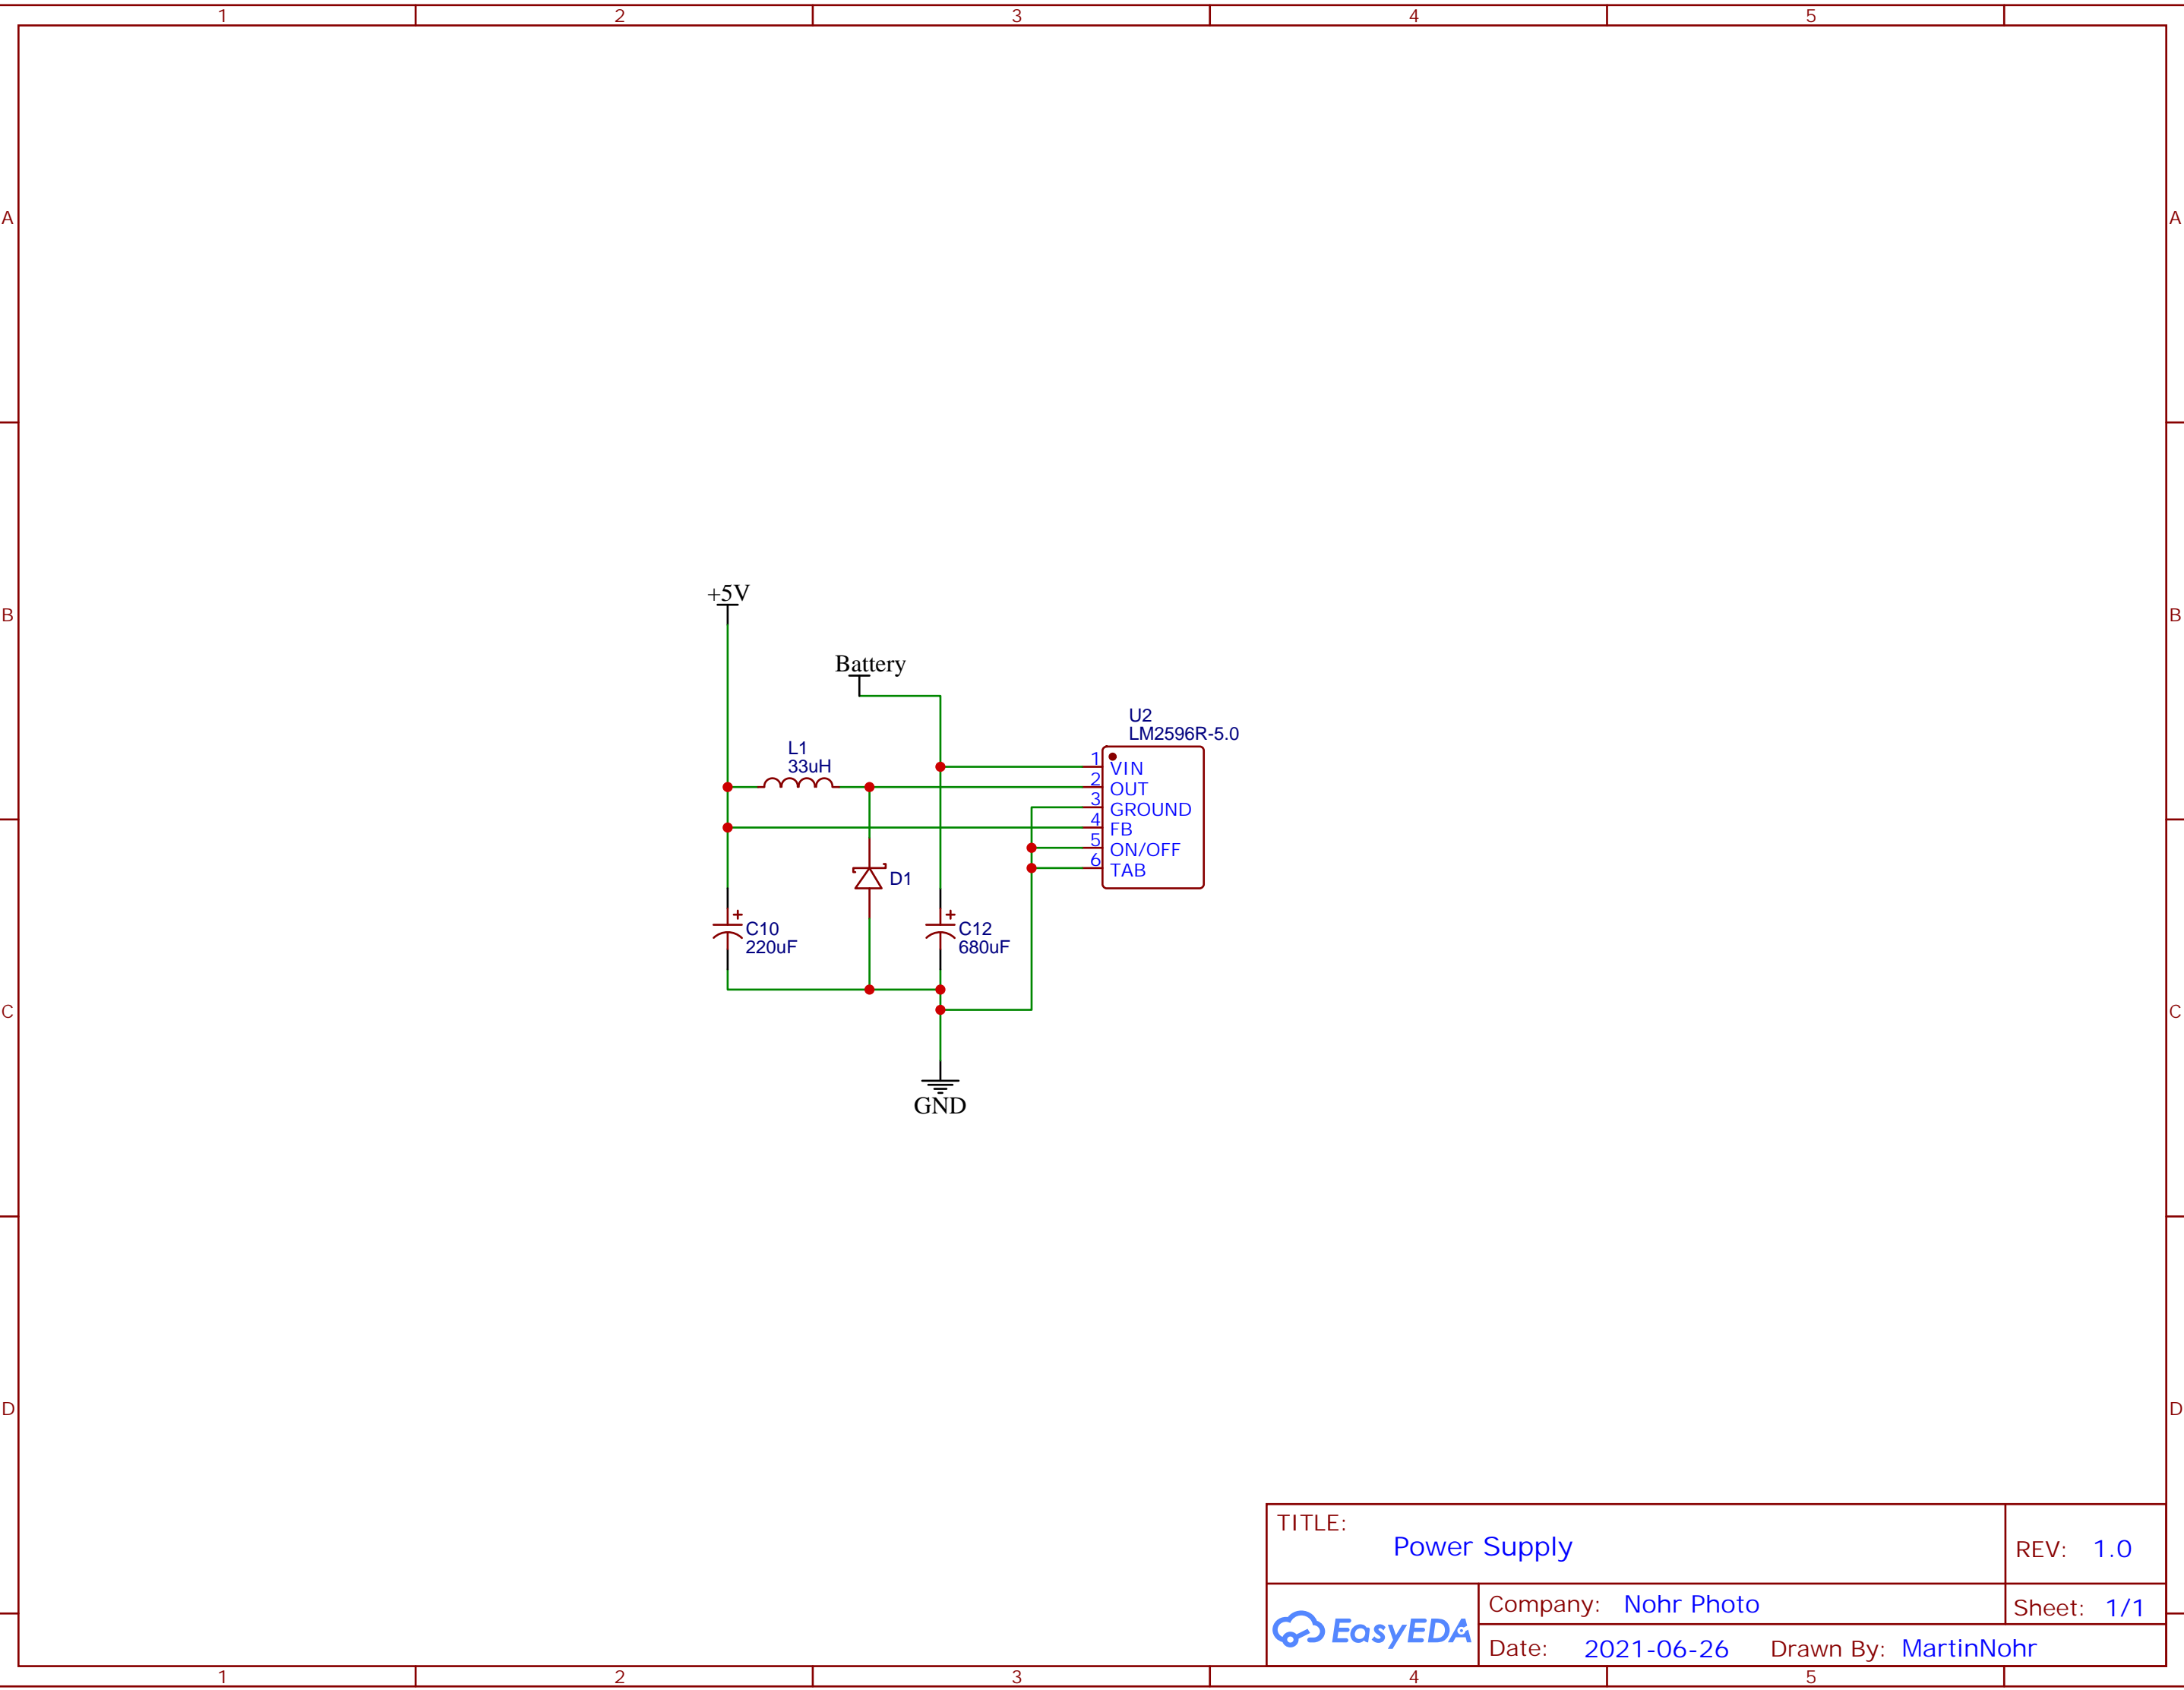 1 2 3 4 5
A A
B B
C C
D D
+5V
Battery
U2
LM2596R-5.0
L1
33uH
1 VIN
2 OUT
3 GROUND
4 FB
5 ON/OFF
6 TAB
D1
+ +
C10
220uF
C12
680uF
GND
TITLE:
Power Supply
REV: 1.0
EasyEDA
Company: Nohr Photo
Sheet: 1/1
Date: 2021-06-26 Drawn By: MartinNohr
1 2 3 4 5